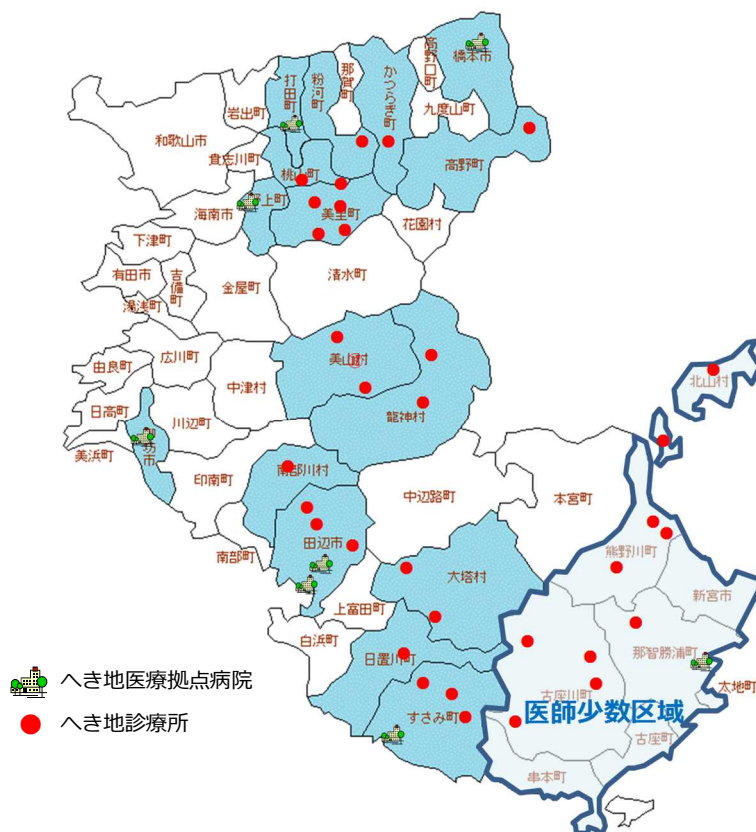 橋本市
高野口町
那賀町
かつらぎ町
打田町
粉河町
九度山町
岩出町
和歌山市
貴志川町
高野町
桃山町
野上町
海南市
美里町
花園村
下津町
有田市
吉備町
金屋町
清水町
湯浅町
広川町
美山村
由良町
中津村
北山村
日高町
川辺町
龍神村
御坊市
美浜町
印南町
南部川村
中辺路町
本宮町
田辺市
南部町
熊野川町
大塔村
新宮市
上富田町
白浜町
那智勝浦町
日置川町
へき地医療拠点病院
太地町
古座川町
すさみ町
医師少数区域
へき地診療所
古座町
串本町